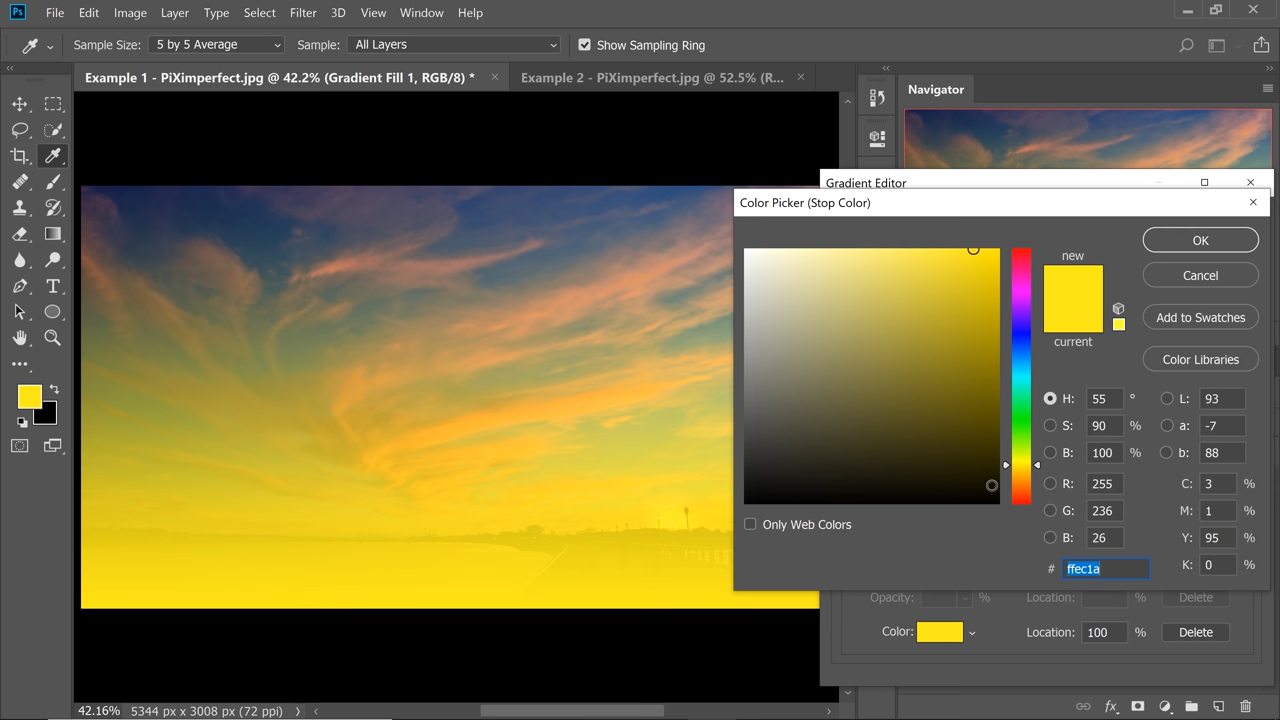 Ps File Edit Image Layer Type Select Filter 3D View Window Help
Sample Size: 5 by 5 Average Sample: All Layers Show Sampling Ring
Example 1 - PiXimperfect.jpg @ 42.2% (Gradient Fill 1, RGB/8) * × Example 2 - PiXimperfect.jpg @ 52.5% (R... ×
Navigator
Gradient Editor
Color Picker (Stop Color)
new
current
OK
Cancel
Add to Swatches
Color Libraries
H: 55 ° L: 93
S: 90 % a: -7
B: 100 % b: 88
R: 255 C: 3 %
G: 236 M: 1 %
B: 26 Y: 95 %
# ffec1a K: 0 %
Only Web Colors
Opacity: % Location: % Delete
Color: Location: 100 % Delete
42.16% 5344 px x 3008 px (72 ppi)
fx